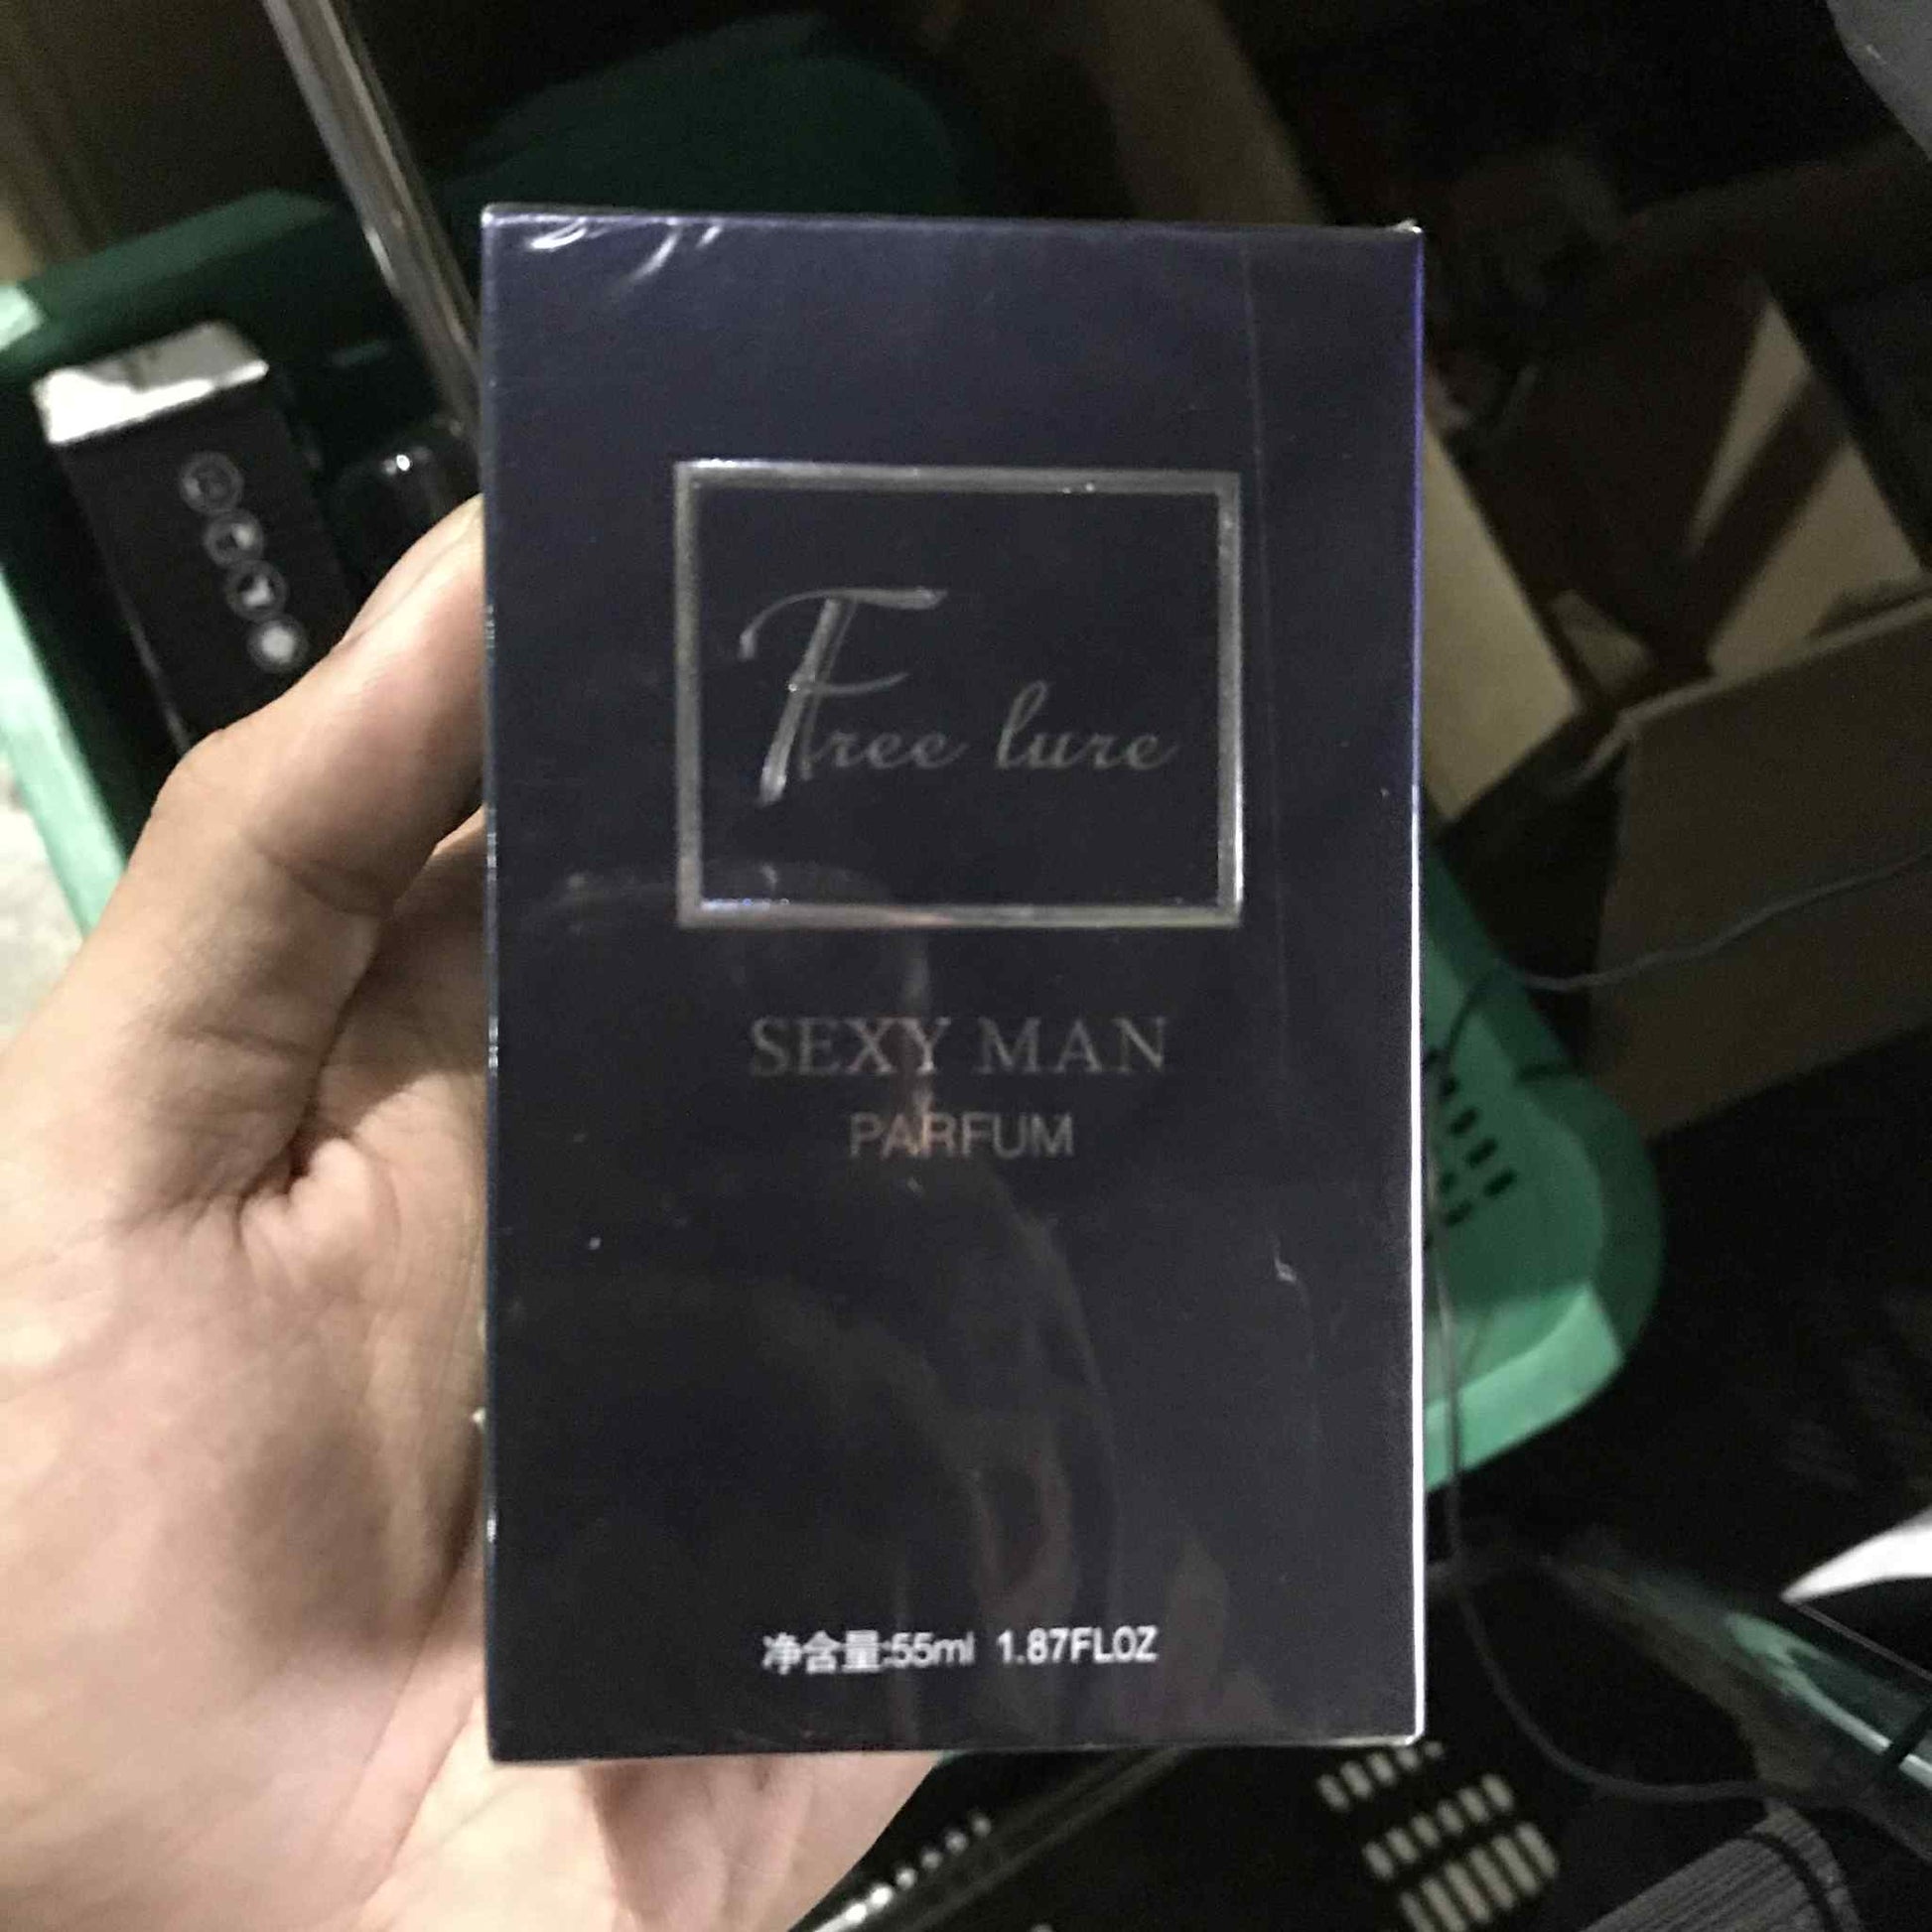 Free lure
SEXY MAN
PARFUM
净含量:55ml 1.87FLOZ